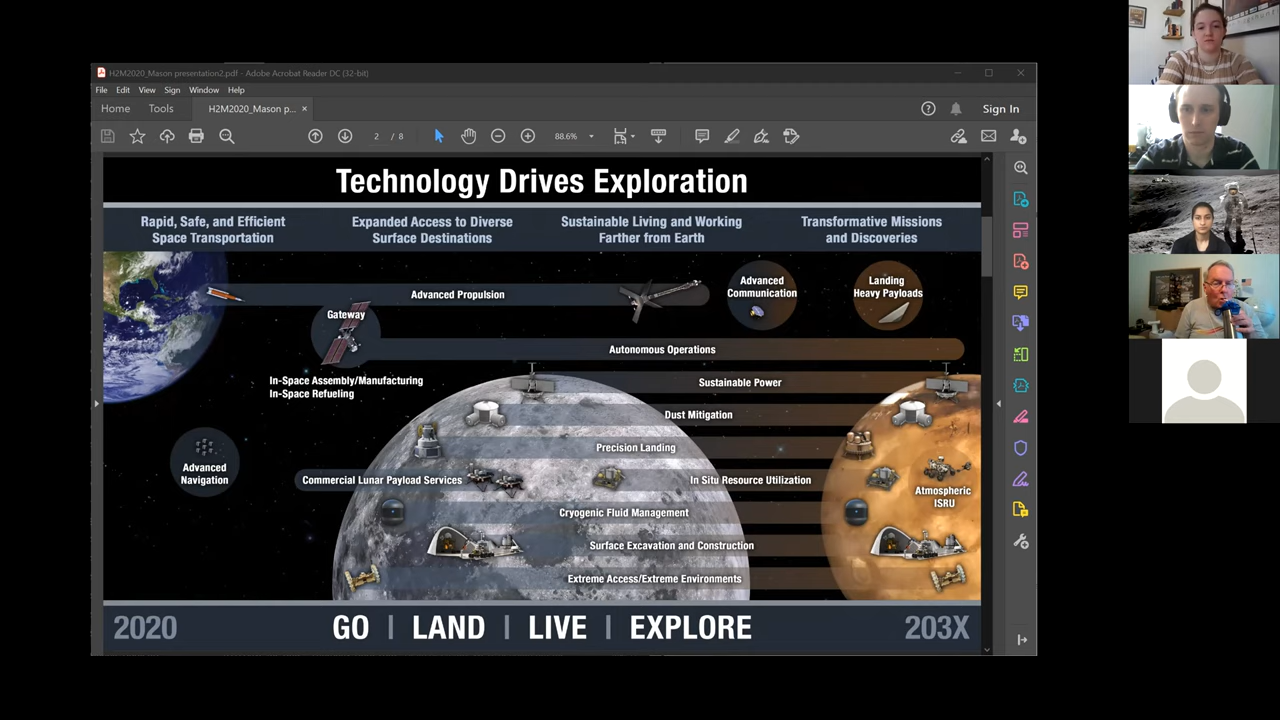 H2M2020_Mason presentation2.pdf - Adobe Acrobat Reader DC (32-bit)
File Edit View Sign Window Help
Home Tools H2M2020_Mason p... × Sign In
2 / 8 88.6%
Technology Drives Exploration
Rapid, Safe, and Efficient
Space Transportation
Expanded Access to Diverse
Surface Destinations
Sustainable Living and Working
Farther from Earth
Transformative Missions
and Discoveries
Advanced Propulsion
Advanced
Communication
Landing
Heavy Payloads
Gateway
Autonomous Operations
In-Space Assembly/Manufacturing
In-Space Refueling
Sustainable Power
Dust Mitigation
Precision Landing
Advanced
Navigation
Commercial Lunar Payload Services
In Situ Resource Utilization
Atmospheric
ISRU
Cryogenic Fluid Management
Surface Excavation and Construction
Extreme Access/Extreme Environments
2020 GO | LAND | LIVE | EXPLORE 203X